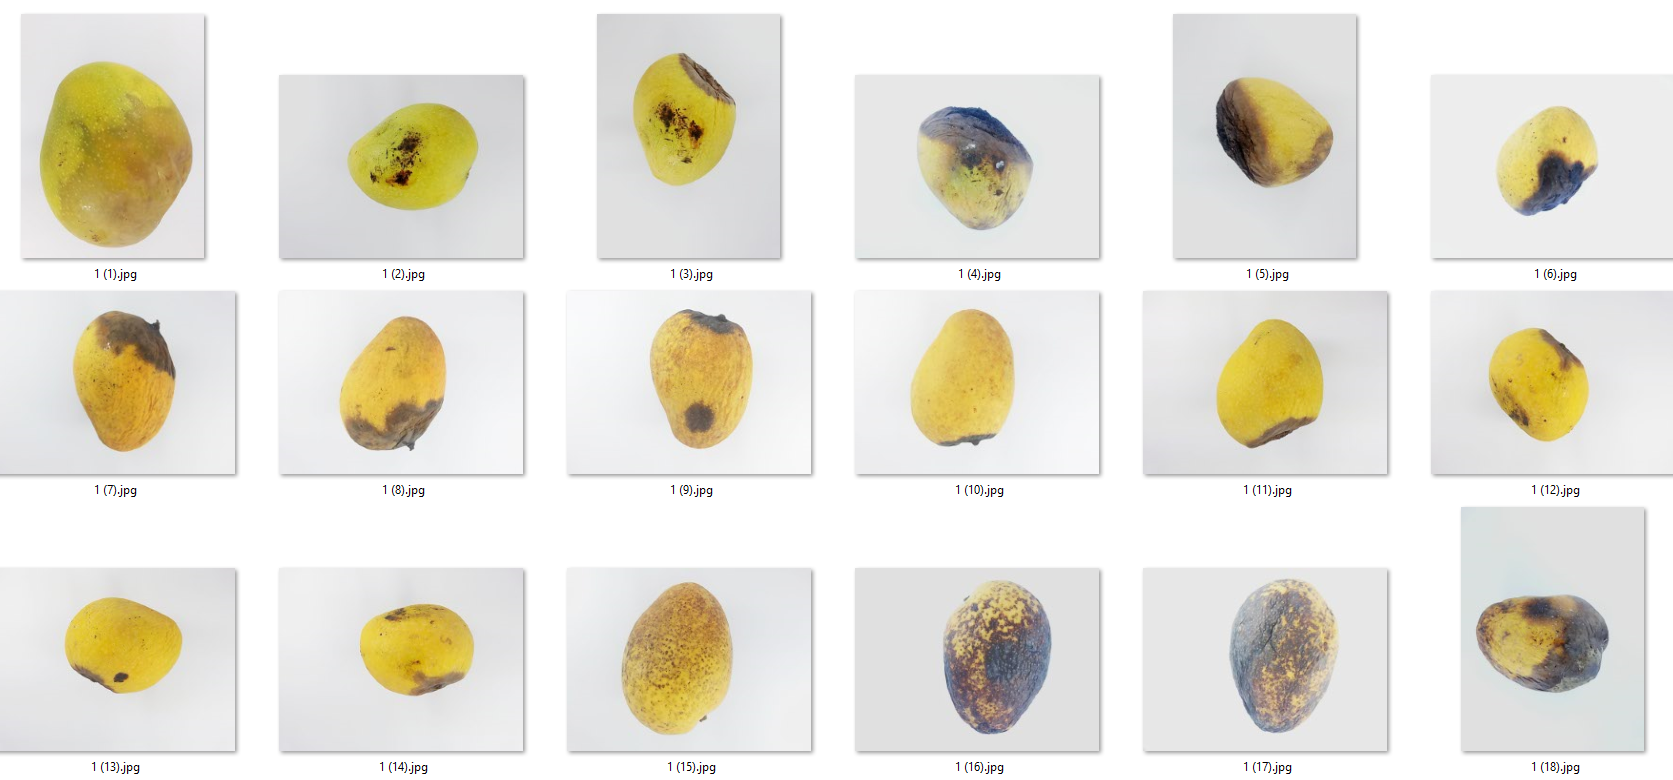 1 (1).jpg
1 (2).jpg
1 (3).jpg
1 (4).jpg
1 (5).jpg
1 (6).jpg
1 (7).jpg
1 (8).jpg
1 (9).jpg
1 (10).jpg
1 (11).jpg
1 (12).jpg
1 (13).jpg
1 (14).jpg
1 (15).jpg
1 (16).jpg
1 (17).jpg
1 (18).jpg